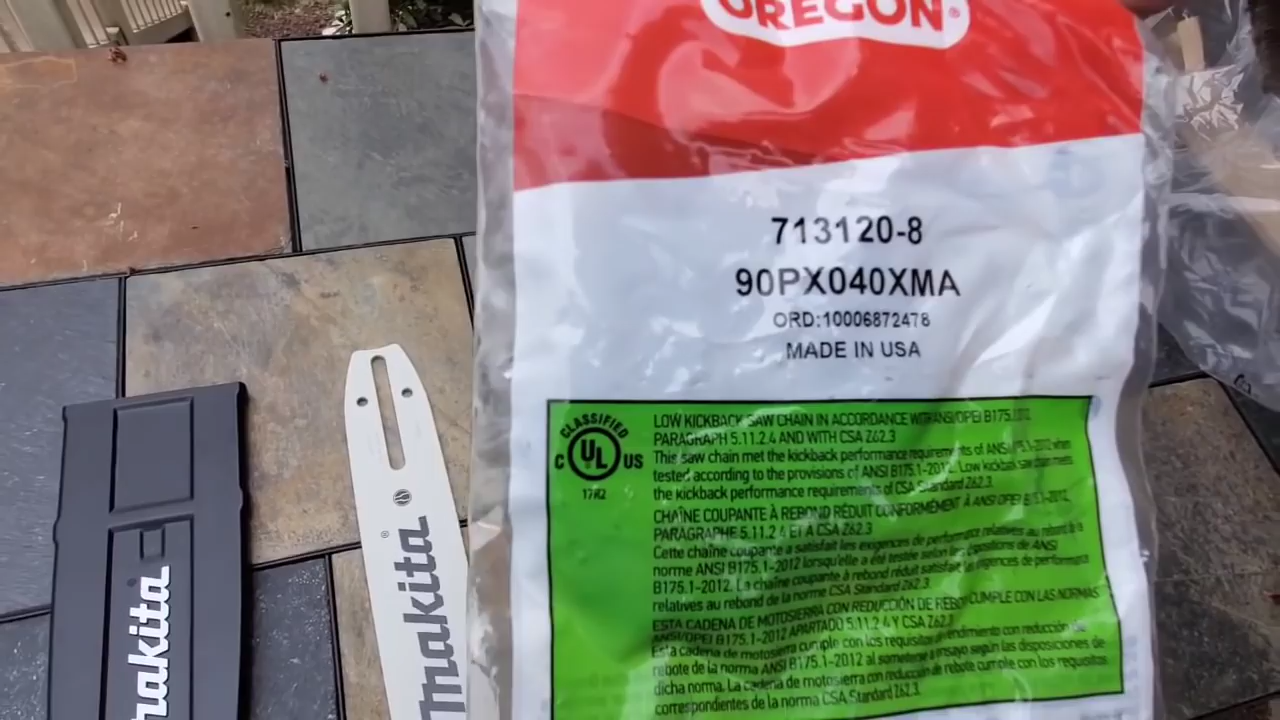 OREGON®
713120-8
90PX040XMA
ORD:10006872478
MADE IN USA
CLASSIFIED
C UL US
17R2
LOW KICKBACK SAW CHAIN IN ACCORDANCE WITH ANSI/OPEI B175.1-2012
PARAGRAPH 5.11.2.4 AND WITH CSA Z62.3
This saw chain met the kickback performance requirements of ANSI B175.1-2012 when
tested according to the provisions of ANSI B175.1-2012. Low kickback saw chain meets
the kickback performance requirements of CSA Standard Z62.3.
CHAÎNE COUPANTE À REBOND RÉDUIT CONFORMÉMENT À ANSI OPEI B175.1-2012,
PARAGRAPHE 5.11.2.4 ET À CSA Z62.3
Cette chaîne coupante a satisfait les exigences de performance relatives au rebond de la
norme ANSI B175.1-2012 lorsqu'elle a été testée selon les dispositions de ANSI
B175.1-2012. La chaîne coupante à rebond réduit satisfait les exigences de performance
relatives au rebond de la norme CSA Standard Z62.3.
ESTA CADENA DE MOTOSIERRA CON REDUCCIÓN DE REBOTE CUMPLE CON LAS NORMAS
ANSI/OPEI B175.1-2012 APARTADO 5.11.2.4 Y CSA Z62.3
Esta cadena de motosierra cumple con los requisitos de rendimiento con reducción de
rebote de la norma ANSI B175.1-2012 al someterse a ensayo según las disposiciones de
dicha norma. La cadena de motosierra con reducción de rebote cumple con los requisitos
correspondientes de la norma CSA Standard Z62.3.
makita®
makita